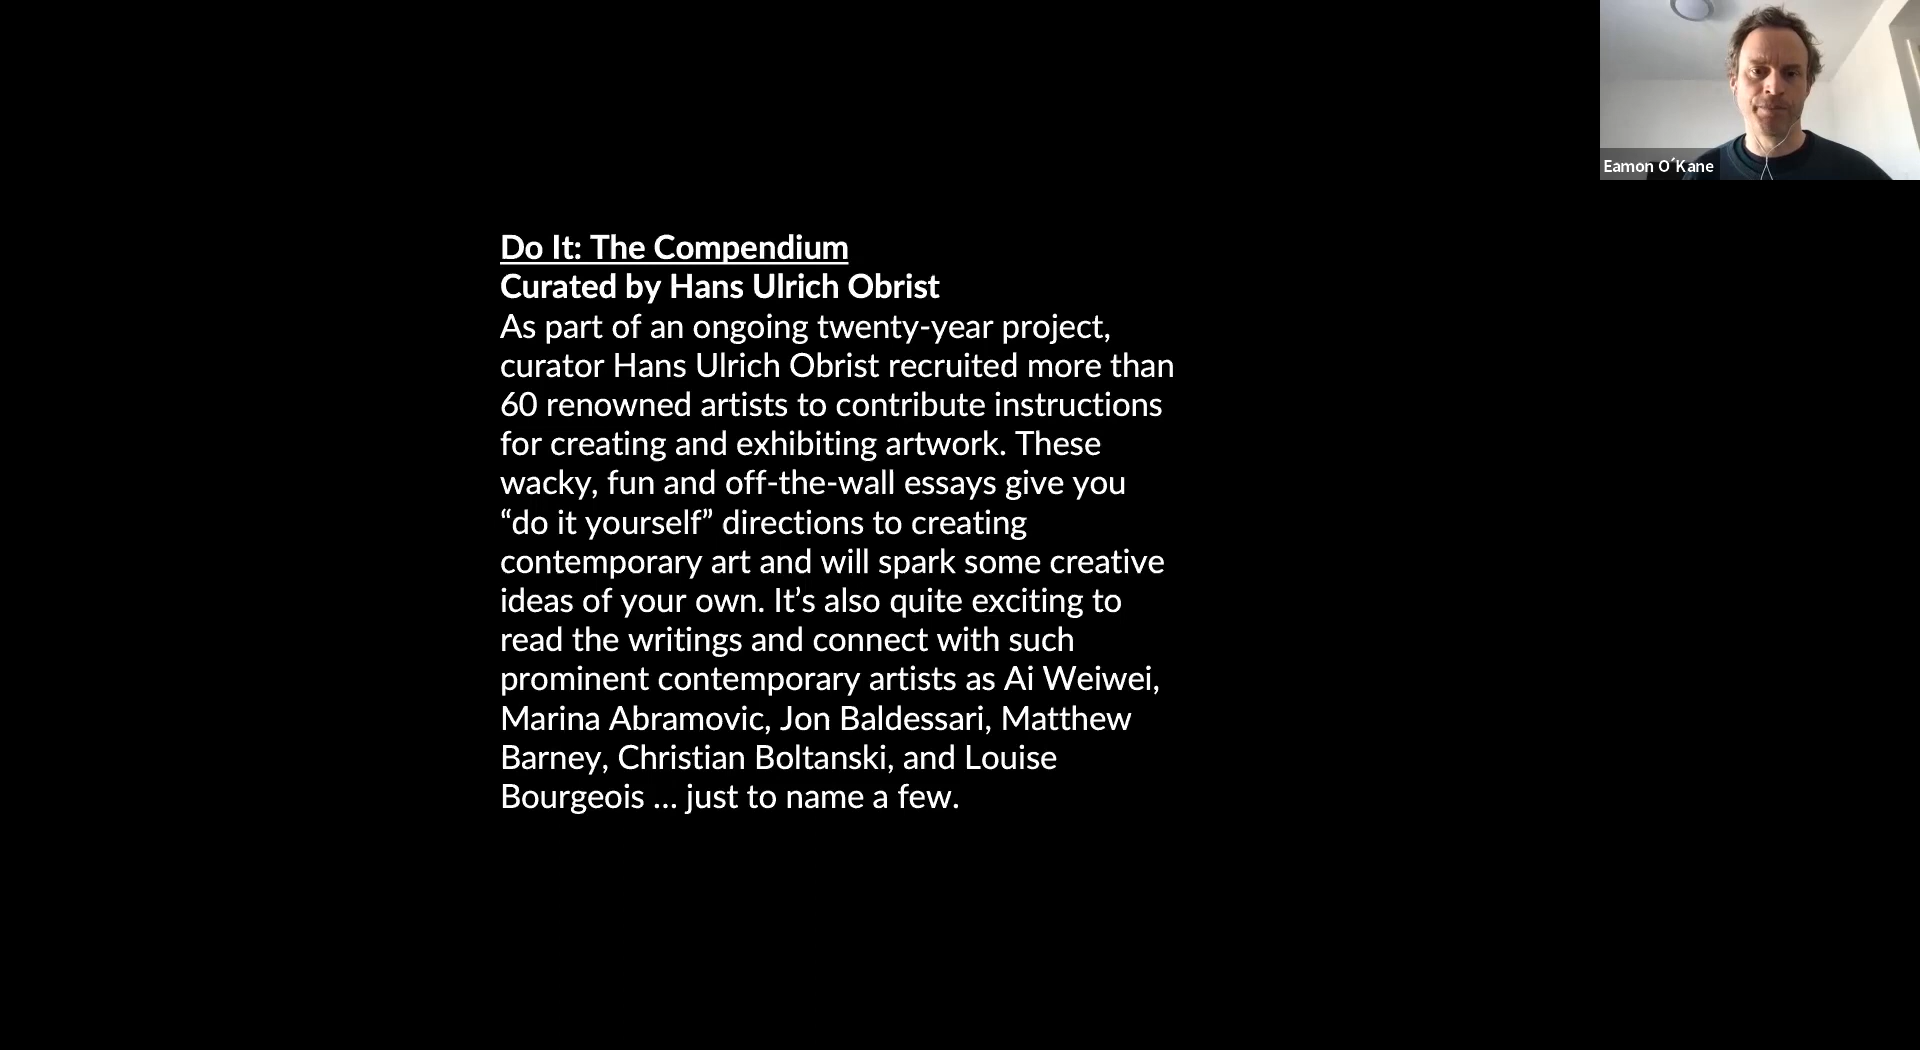 Eamon O´Kane
Do It: The Compendium
Curated by Hans Ulrich Obrist
As part of an ongoing twenty-year project,
curator Hans Ulrich Obrist recruited more than
60 renowned artists to contribute instructions
for creating and exhibiting artwork. These
wacky, fun and off-the-wall essays give you
“do it yourself” directions to creating
contemporary art and will spark some creative
ideas of your own. It’s also quite exciting to
read the writings and connect with such
prominent contemporary artists as Ai Weiwei,
Marina Abramovic, Jon Baldessari, Matthew
Barney, Christian Boltanski, and Louise
Bourgeois ... just to name a few.